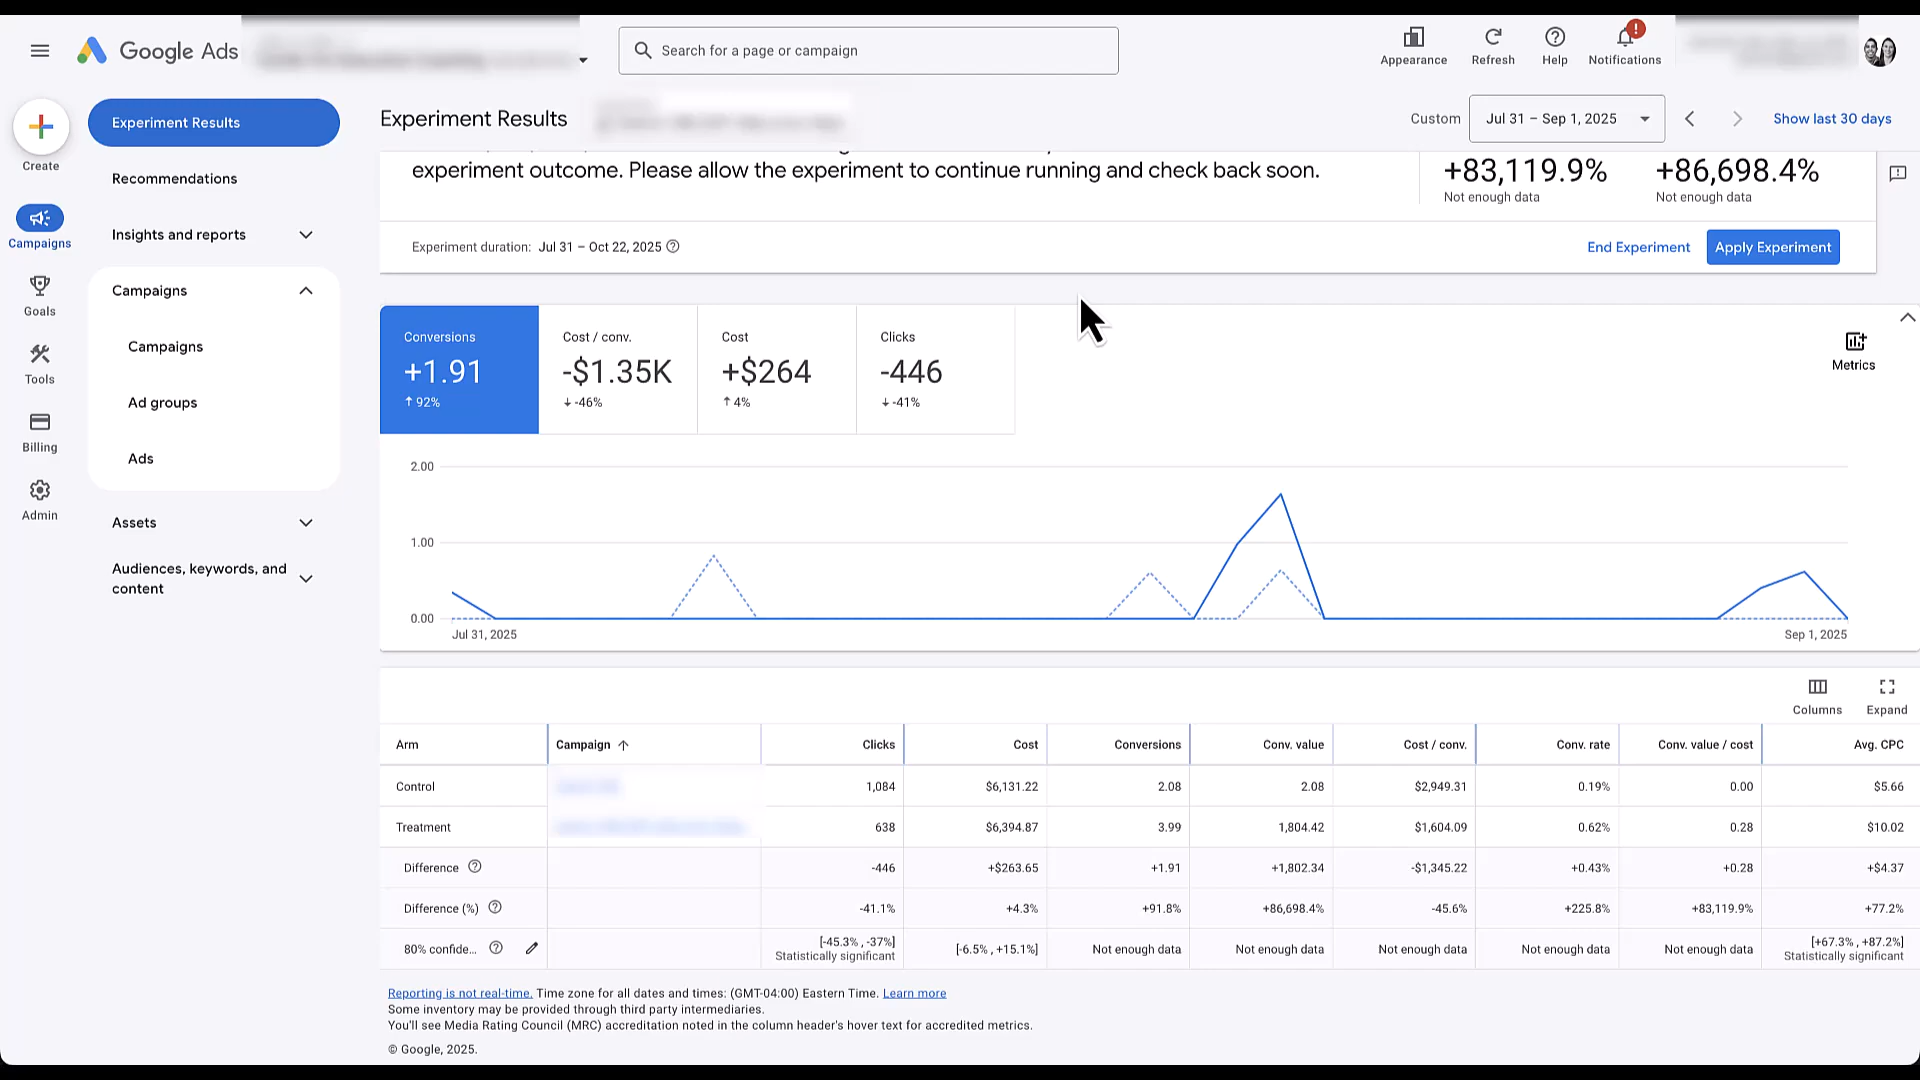 Google Ads
Search for a page or campaign
Appearance
Refresh
Help
!
Notifications
Create
Campaigns
Goals
Tools
Billing
Admin
Experiment Results
Recommendations
Insights and reports
Campaigns
Campaigns
Ad groups
Ads
Assets
Audiences, keywords, and
content
Experiment Results
Custom
Jul 31 – Sep 1, 2025
Show last 30 days
experiment outcome. Please allow the experiment to continue running and check back soon.
+83,119.9%
Not enough data
+86,698.4%
Not enough data
Experiment duration: Jul 31 – Oct 22, 2025
End Experiment
Apply Experiment
Conversions
+1.91
↑ 92%
Cost / conv.
-$1.35K
↓ -46%
Cost
+$264
↑ 4%
Clicks
-446
↓ -41%
Metrics
2.00
1.00
0.00
Jul 31, 2025
Sep 1, 2025
Columns
Expand
Arm Campaign ↑ Clicks Cost Conversions Conv. value Cost / conv. Conv. rate Conv. value / cost Avg. CPC
Control 1,084 $6,131.22 2.08 2.08 $2,949.31 0.19% 0.00 $5.66
Treatment 638 $6,394.87 3.99 1,804.42 $1,604.09 0.62% 0.28 $10.02
Difference -446 +$263.65 +1.91 +1,802.34 -$1,345.22 +0.43% +0.28 +$4.37
Difference (%) -41.1% +4.3% +91.8% +86,698.4% -45.6% +225.8% +83,119.9% +77.2%
80% confide... [-45.3% , -37%] [-6.5% , +15.1%] Not enough data Not enough data Not enough data Not enough data Not enough data [+67.3% , +87.2%]
Statistically significant Statistically significant
Reporting is not real-time. Time zone for all dates and times: (GMT-04:00) Eastern Time. Learn more
Some inventory may be provided through third party intermediaries.
You'll see Media Rating Council (MRC) accreditation noted in the column header's hover text for accredited metrics.
© Google, 2025.